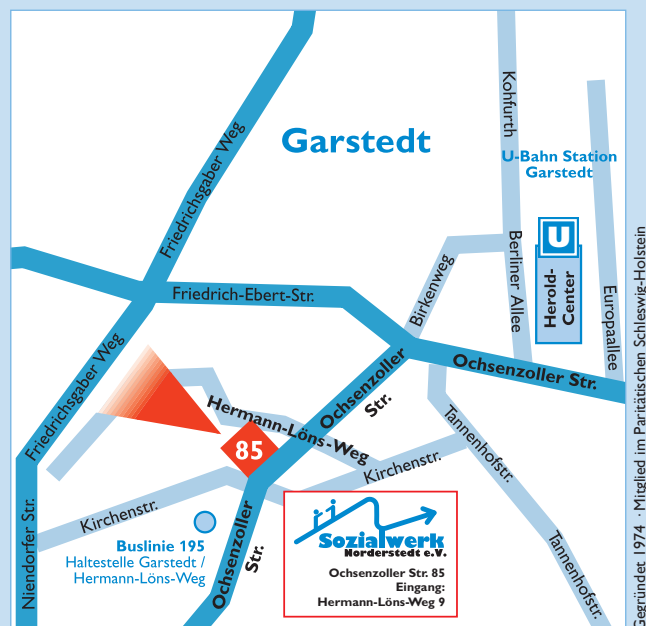 Garstedt
Kohfurth
U-Bahn Station
Garstedt
Friedrichsgaber Weg
U
Herold-
Center
Birkenweg
Berliner Allee
Europaallee
Friedrich-Ebert-Str.
Friedrichsgaber Weg
Ochsenzoller
Str.
Ochsenzoller Str.
Hermann-Löns-Weg
85
Kirchenstr.
Tannenhofstr.
Kirchenstr.
Niendorfer Str.
Buslinie 195
Haltestelle Garstedt /
Hermann-Löns-Weg
Ochsenzoller
Str.
Sozialwerk
Norderstedt e.V.
Ochsenzoller Str. 85
Eingang:
Hermann-Löns-Weg 9
Tannenhofstr.
Gegründet 1974 · Mitglied im Paritätischen Schleswig-Holstein